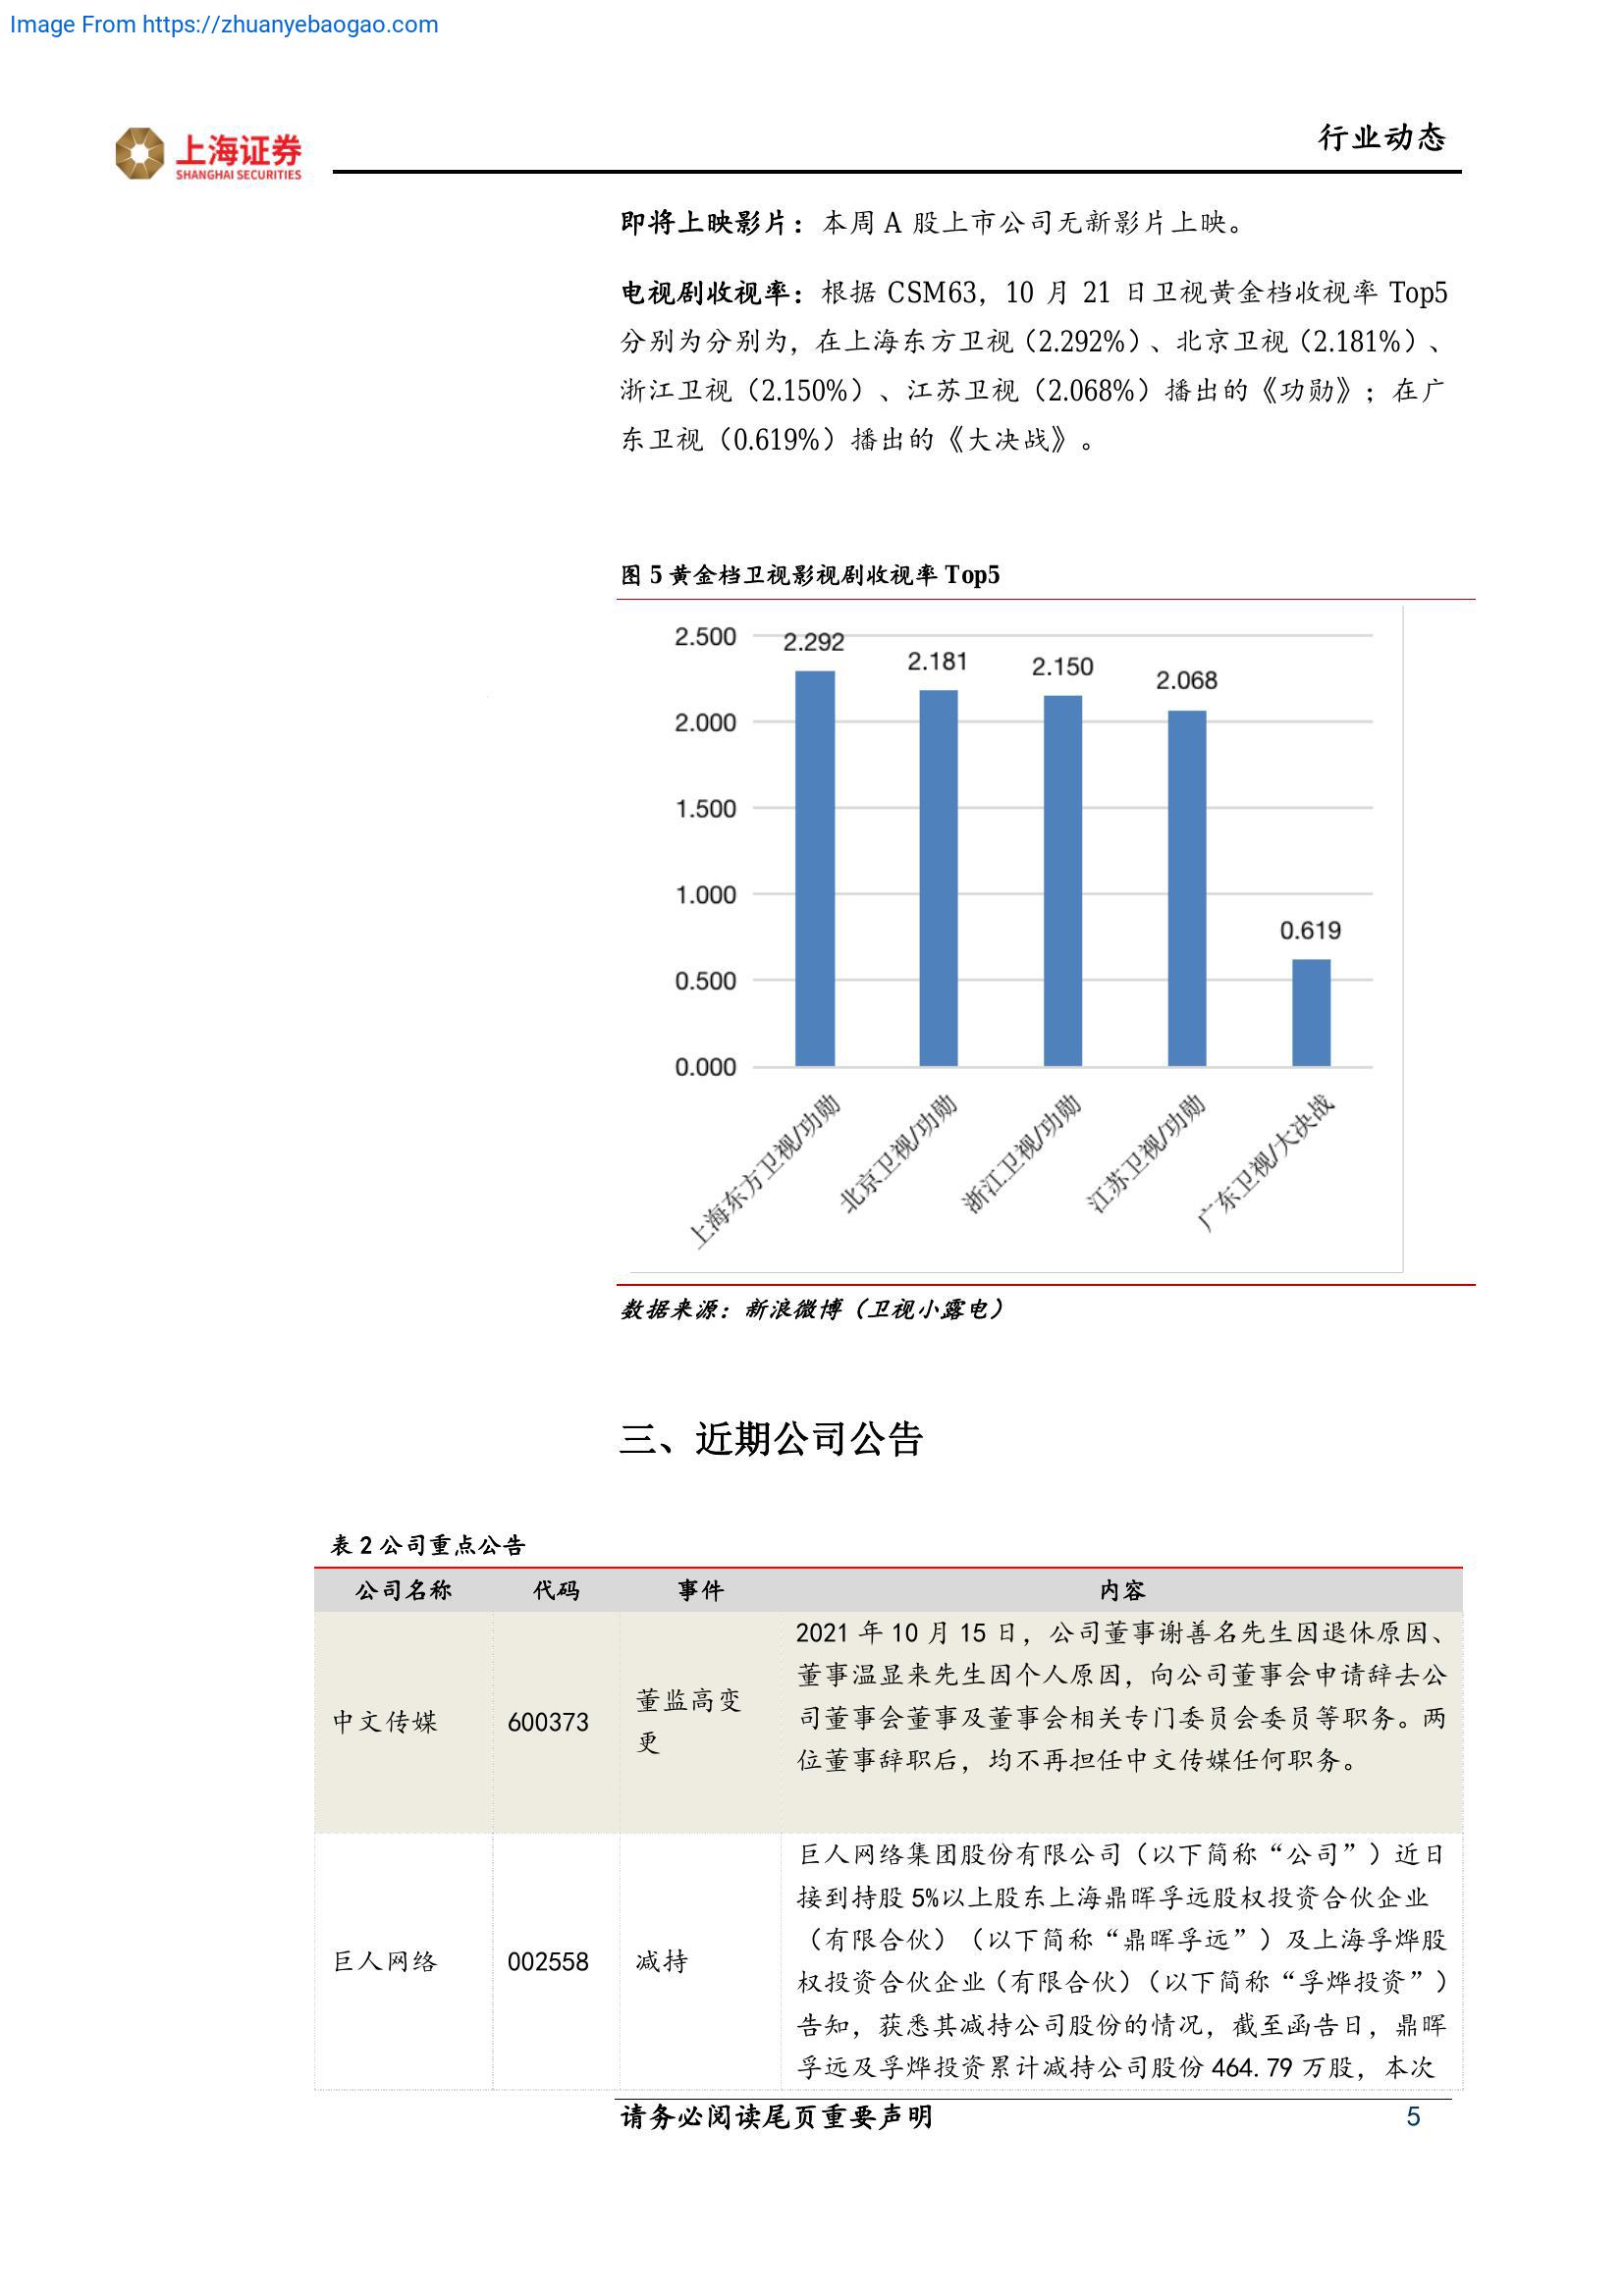 Image From https://zhuanyebaogao.com
上海证券
SHANGHAI SECURITIES
行业动态
即将上映影片：本周 A 股上市公司无新影片上映。
电视剧收视率：根据 CSM63，10 月 21 日卫视黄金档收视率 Top5
分别为分别为，在上海东方卫视（2.292%）、北京卫视（2.181%）、
浙江卫视（2.150%）、江苏卫视（2.068%）播出的《功勋》；在广
东卫视（0.619%）播出的《大决战》。
图 5 黄金档卫视影视剧收视率 Top5
2.500
2.000
1.500
1.000
0.500
0.000
2.292
2.181
2.150
2.068
0.619
上海东方卫视/功勋
北京卫视/功勋
浙江卫视/功勋
江苏卫视/功勋
广东卫视/大决战
数据来源：新浪微博（卫视小露电）
三、近期公司公告
表 2 公司重点公告
公司名称 代码 事件 内容
中文传媒
600373
董监高变
更
2021 年 10 月 15 日，公司董事谢善名先生因退休原因、
董事温显来先生因个人原因，向公司董事会申请辞去公
司董事会董事及董事会相关专门委员会委员等职务。两
位董事辞职后，均不再担任中文传媒任何职务。
巨人网络
002558
减持
巨人网络集团股份有限公司（以下简称“公司”）近日
接到持股 5%以上股东上海鼎晖孚远股权投资合伙企业
（有限合伙）（以下简称“鼎晖孚远”）及上海孚烨股
权投资合伙企业（有限合伙）（以下简称“孚烨投资”）
告知，获悉其减持公司股份的情况，截至函告日，鼎晖
孚远及孚烨投资累计减持公司股份 464.79 万股，本次
请务必阅读尾页重要声明
5